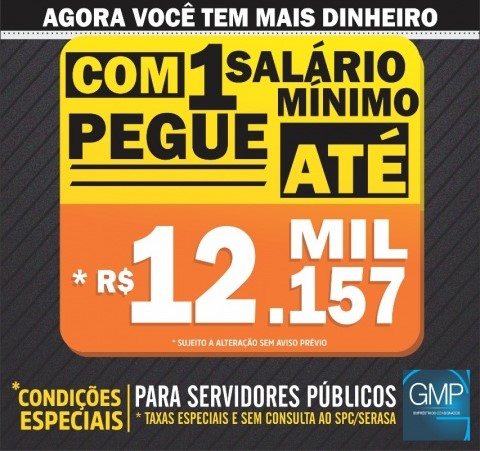 AGORA VOCÊ TEM MAIS DINHEIRO
COM 1 SALÁRIO MÍNIMO
PEGUE ATÉ
* R$ 12 MIL .157
* SUJEITO A ALTERAÇÃO SEM AVISO PRÉVIO
*CONDIÇÕES ESPECIAIS
PARA SERVIDORES PÚBLICOS
* TAXAS ESPECIAIS E SEM CONSULTA AO SPC/SERASA
GMP